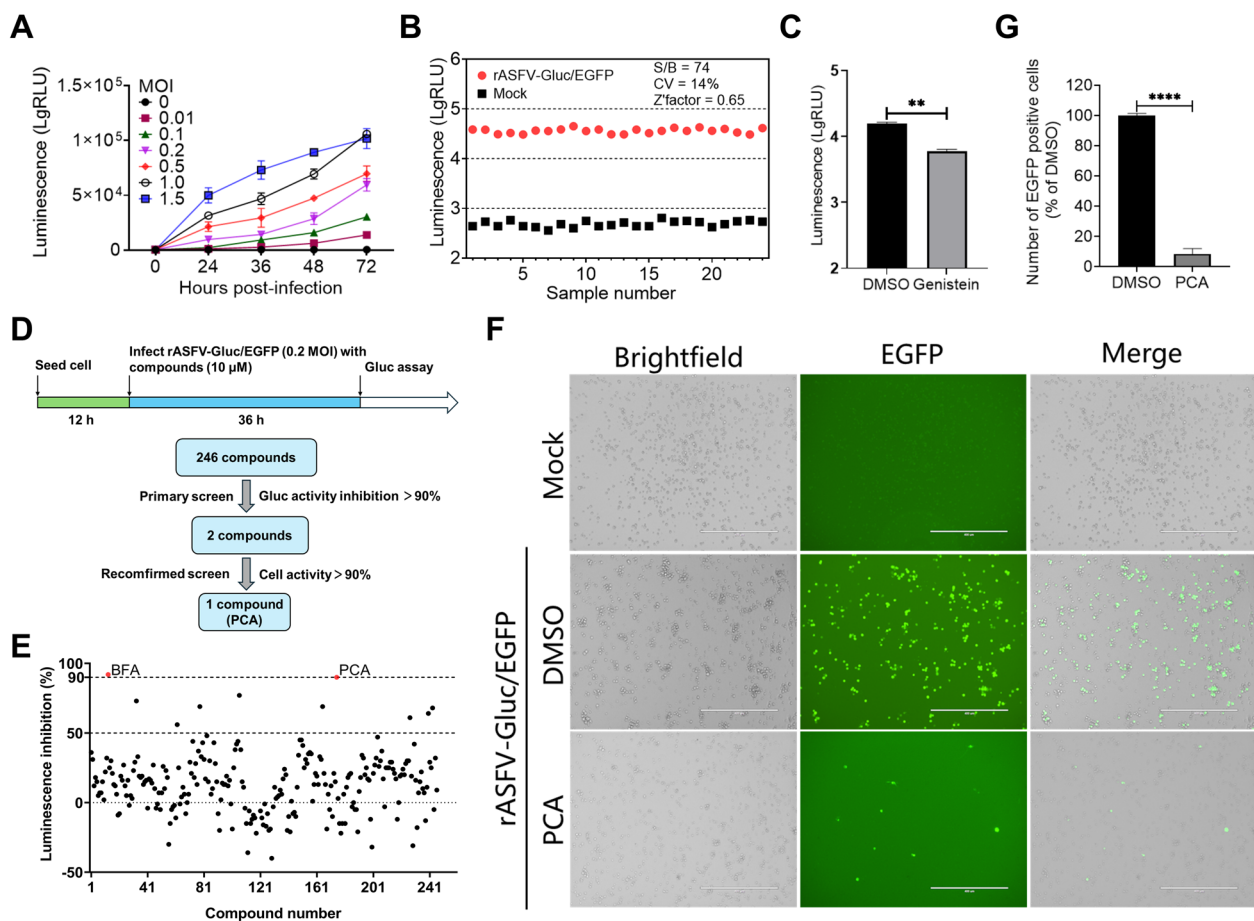 A
Luminescence (LgRLU)
1.5×10⁵
1×10⁵
5×10⁴
0
MOI
0
0.01
0.1
0.2
0.5
1.0
1.5
0 24 36 48 72
Hours post-infection
B
Luminescence (LgRLU)
6
5
4
3
2
rASFV-Gluc/EGFP
Mock
S/B = 74
CV = 14%
Z'factor = 0.65
5 10 15 20
Sample number
C
Luminescence (LgRLU)
5
4
3
2
**
DMSO Genistein
G
Number of EGFP positive cells
(% of DMSO)
120
100
80
60
40
20
0
****
DMSO PCA
D
Seed cell
Infect rASFV-Gluc/EGFP (0.2 MOI) with
compounds (10 μM)
Gluc assay
12 h
36 h
246 compounds
Primary screen
Gluc activity inhibition > 90%
2 compounds
Recomfirmed screen
Cell activity > 90%
1 compound
(PCA)
E
Luminescence inhibition (%)
100
90
50
0
-50
BFA
PCA
1 41 81 121 161 201 241
Compound number
F
Brightfield
EGFP
Merge
Mock
DMSO
PCA
rASFV-Gluc/EGFP